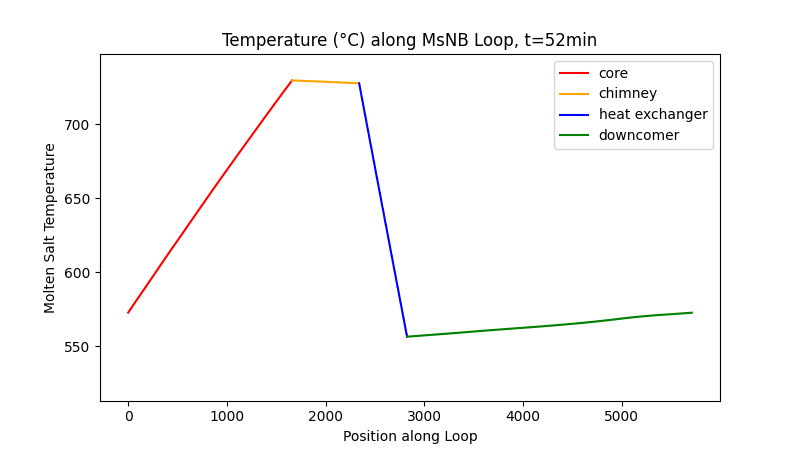 Temperature (°C) along MsNB Loop, t=52min
core
chimney
heat exchanger
downcomer
Molten Salt Temperature
700
650
600
550
0 1000 2000 3000 4000 5000
Position along Loop